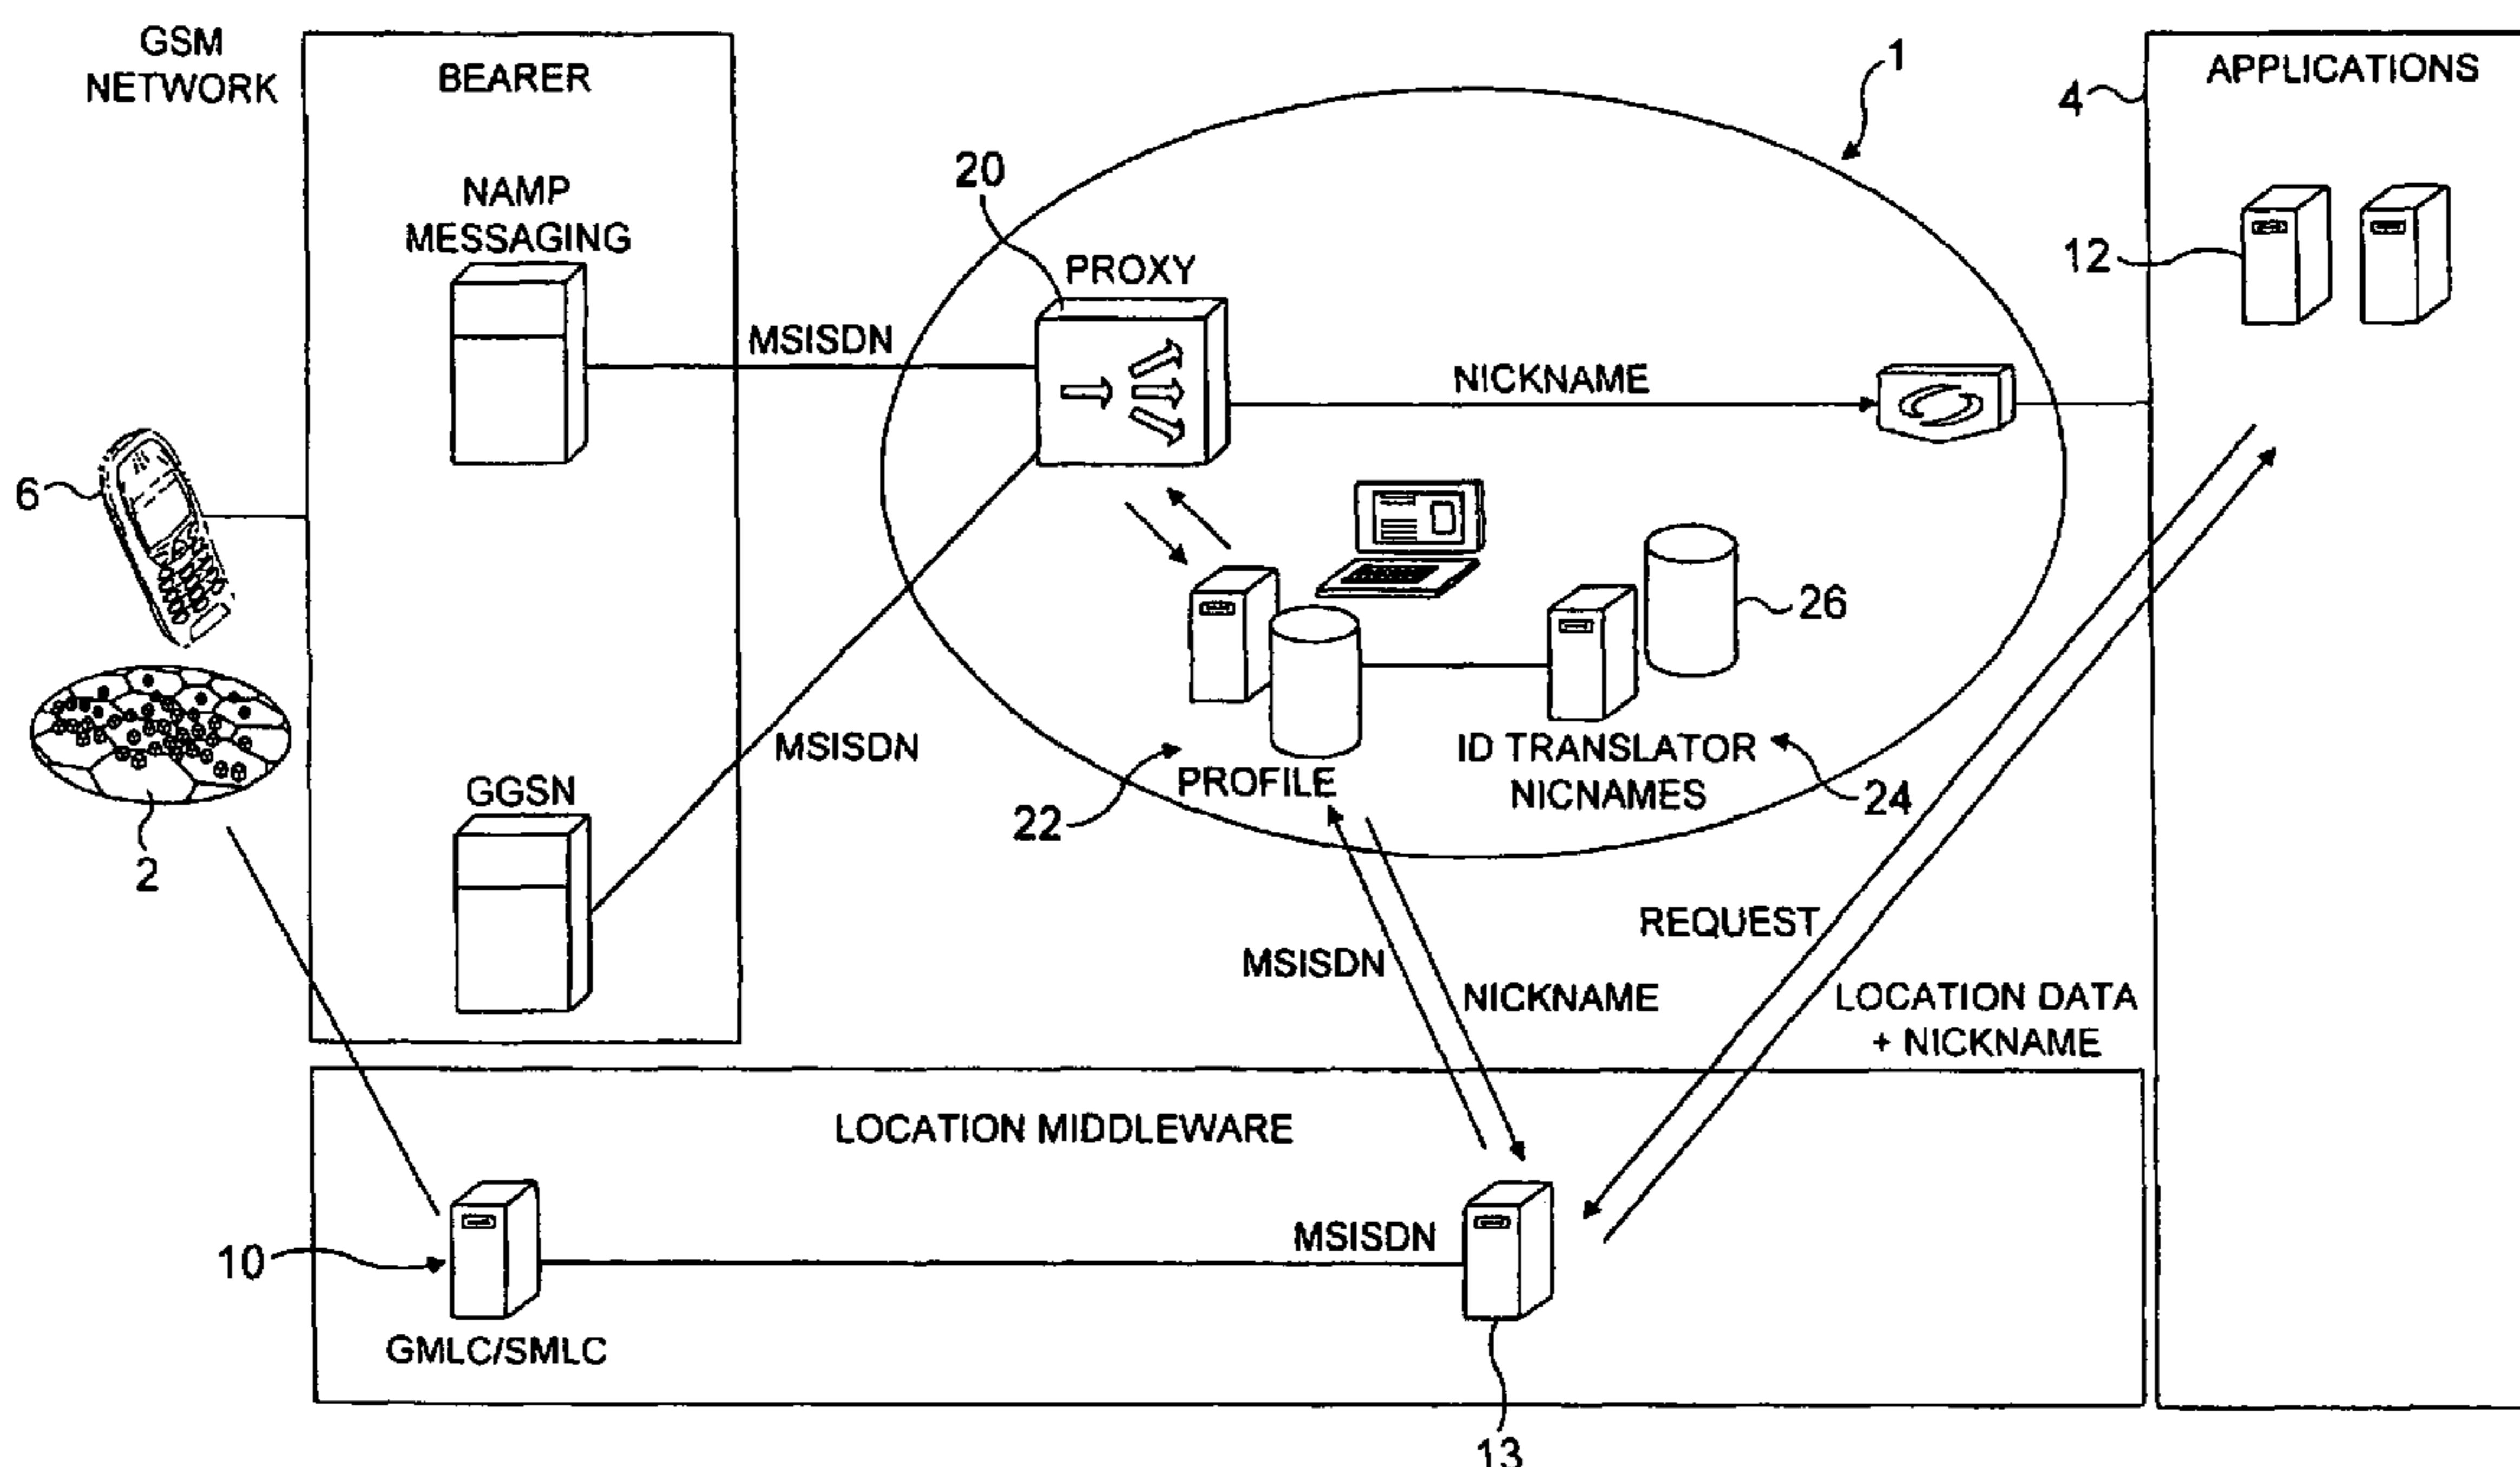 GSM
NETWORK
BEARER
NAMP
MESSAGING
MSISDN
20
PROXY
1
4
APPLICATIONS
12
NICKNAME
6
2
GGSN
MSISDN
22
PROFILE
26
ID TRANSLATOR
NICNAMES
24
MSISDN
NICKNAME
REQUEST
LOCATION DATA
+ NICKNAME
LOCATION MIDDLEWARE
10
GMLC/SMLC
MSISDN
13